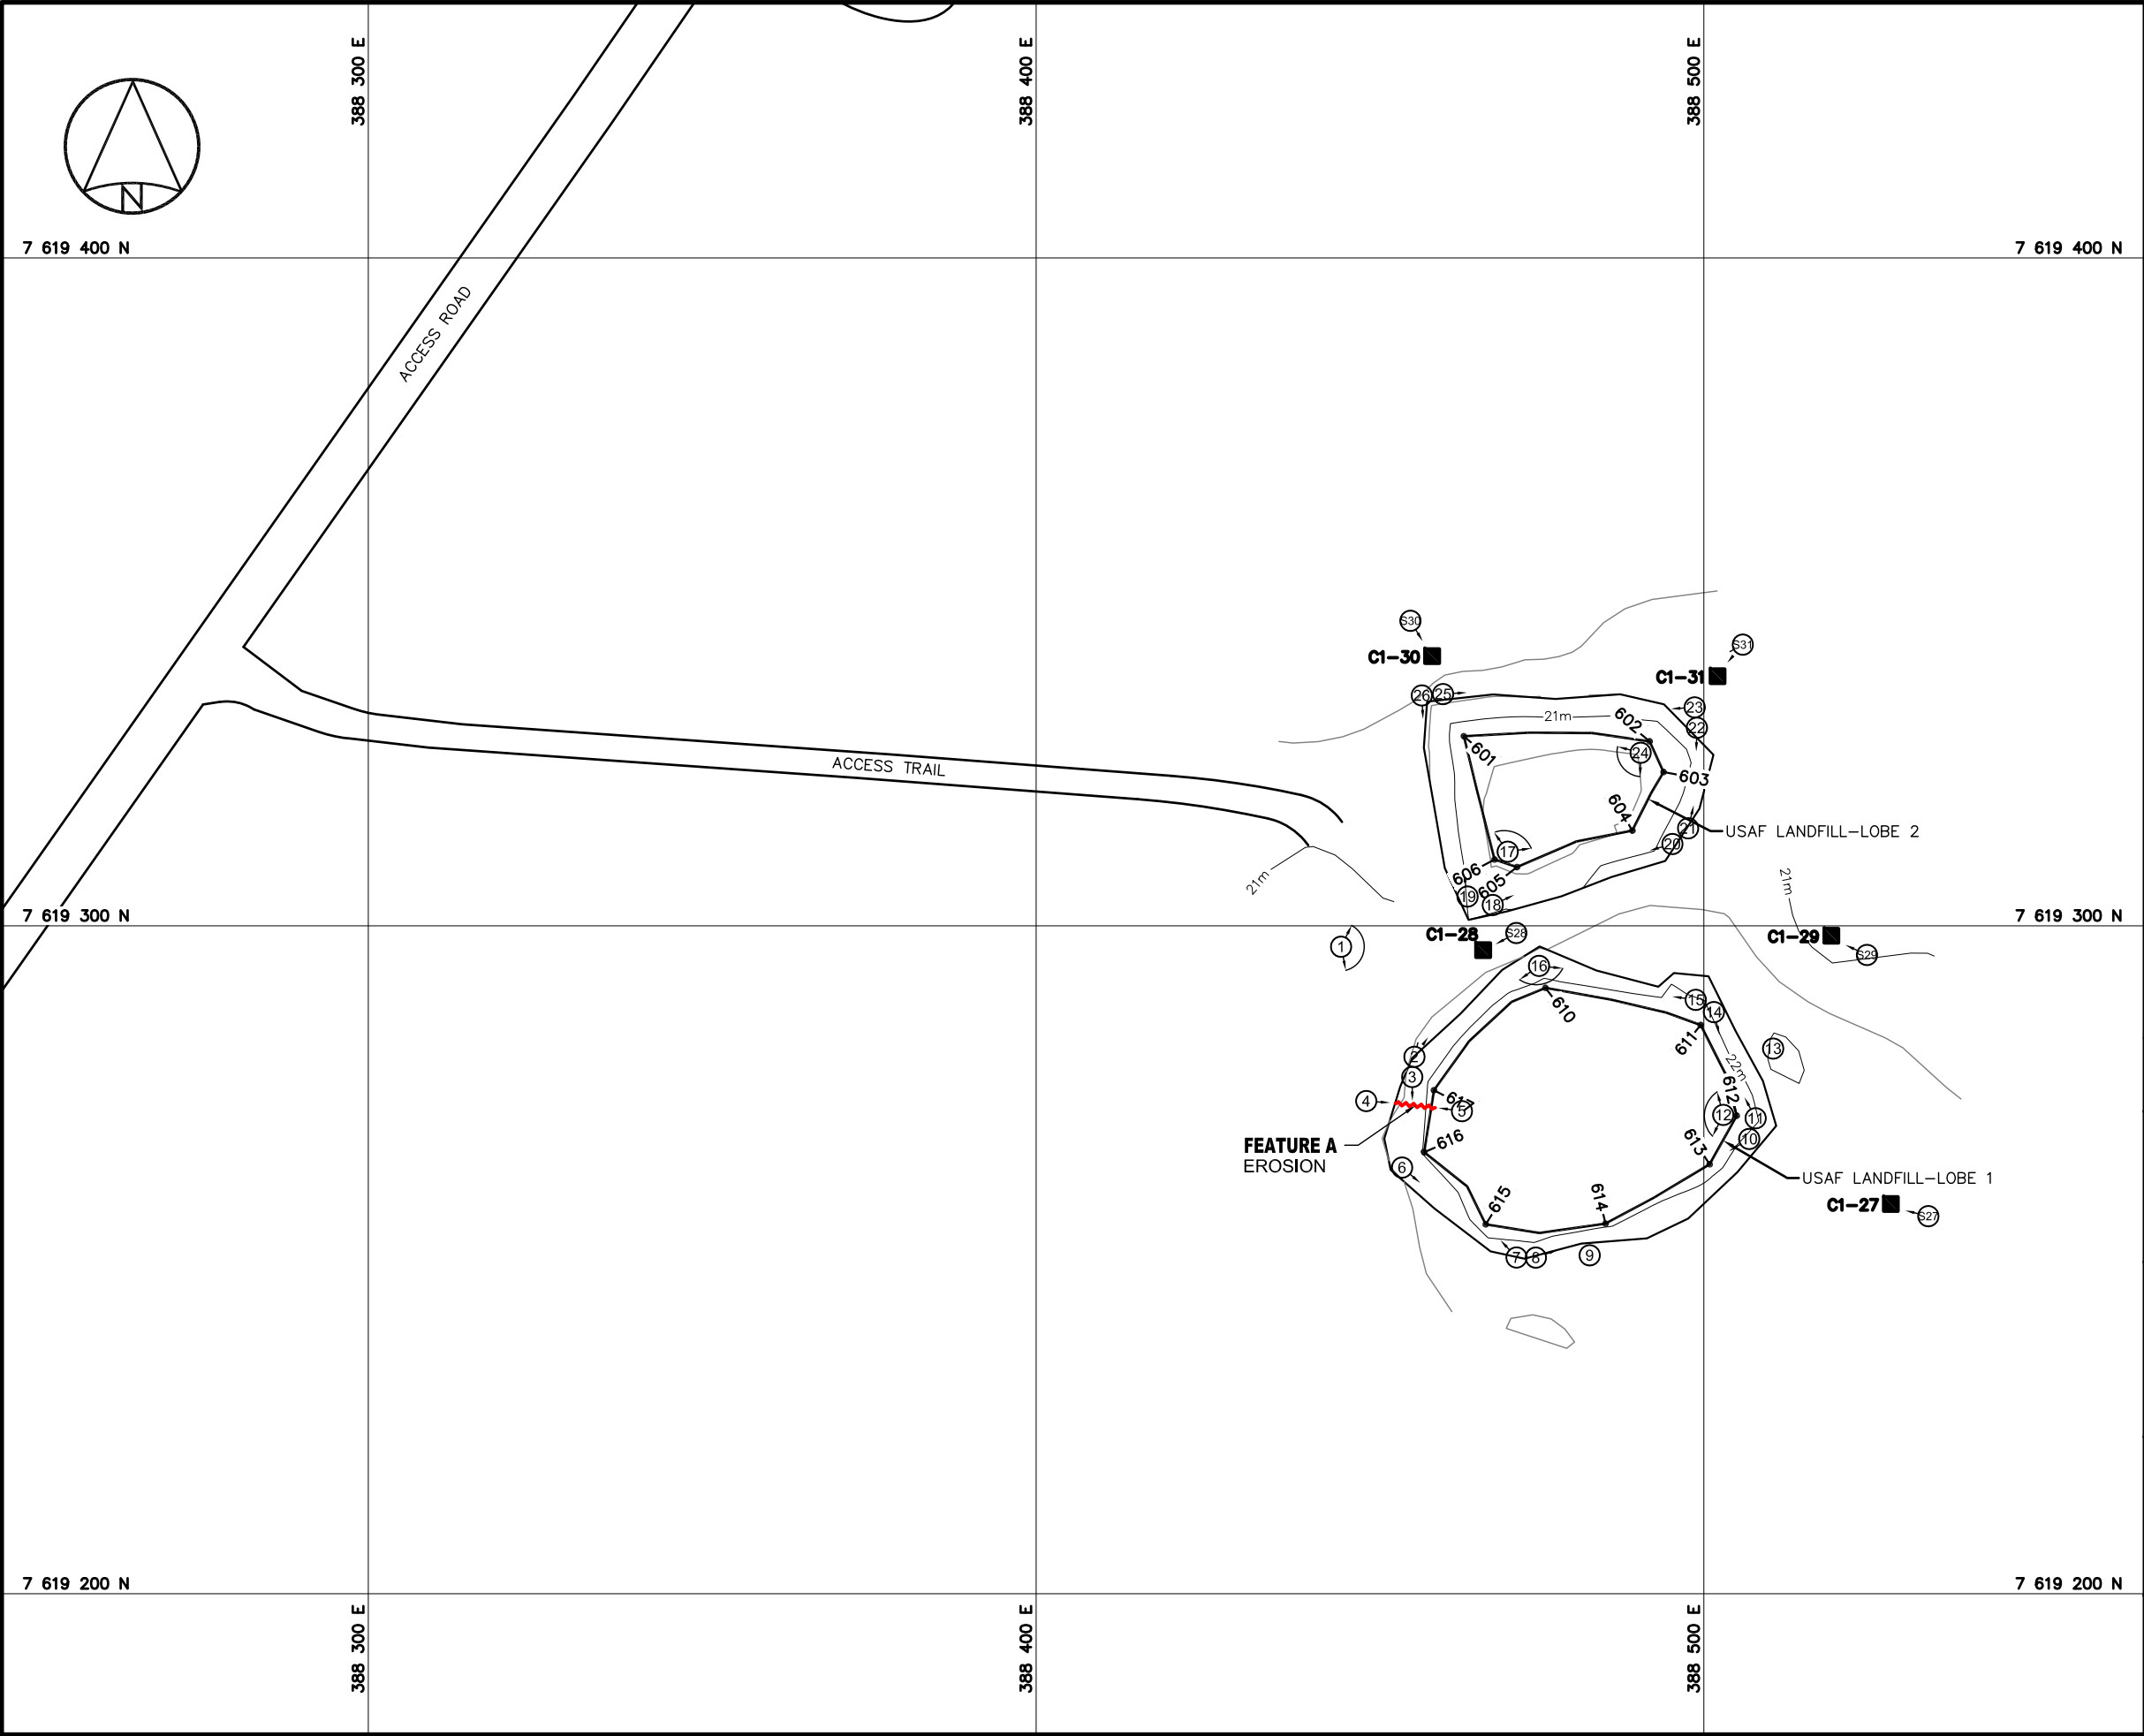 388 300 E
388 400 E
388 500 E
N
7 619 400 N
7 619 400 N
ACCESS ROAD
S30
S31
C1-30
C1-31
26
25
23
22
21m
602
601
24
603
604
21
20
USAF LANDFILL-LOBE 2
ACCESS TRAIL
17
606
605
19
18
21m
21m
7 619 300 N
7 619 300 N
C1-28
S28
C1-29
S29
1
16
15
14
610
611
13
2
3
4
617
5
22m
612
12
11
10
613
FEATURE A
EROSION
616
6
USAF LANDFILL-LOBE 1
C1-27
S27
615
614
7
8
9
7 619 200 N
7 619 200 N
388 300 E
388 400 E
388 500 E